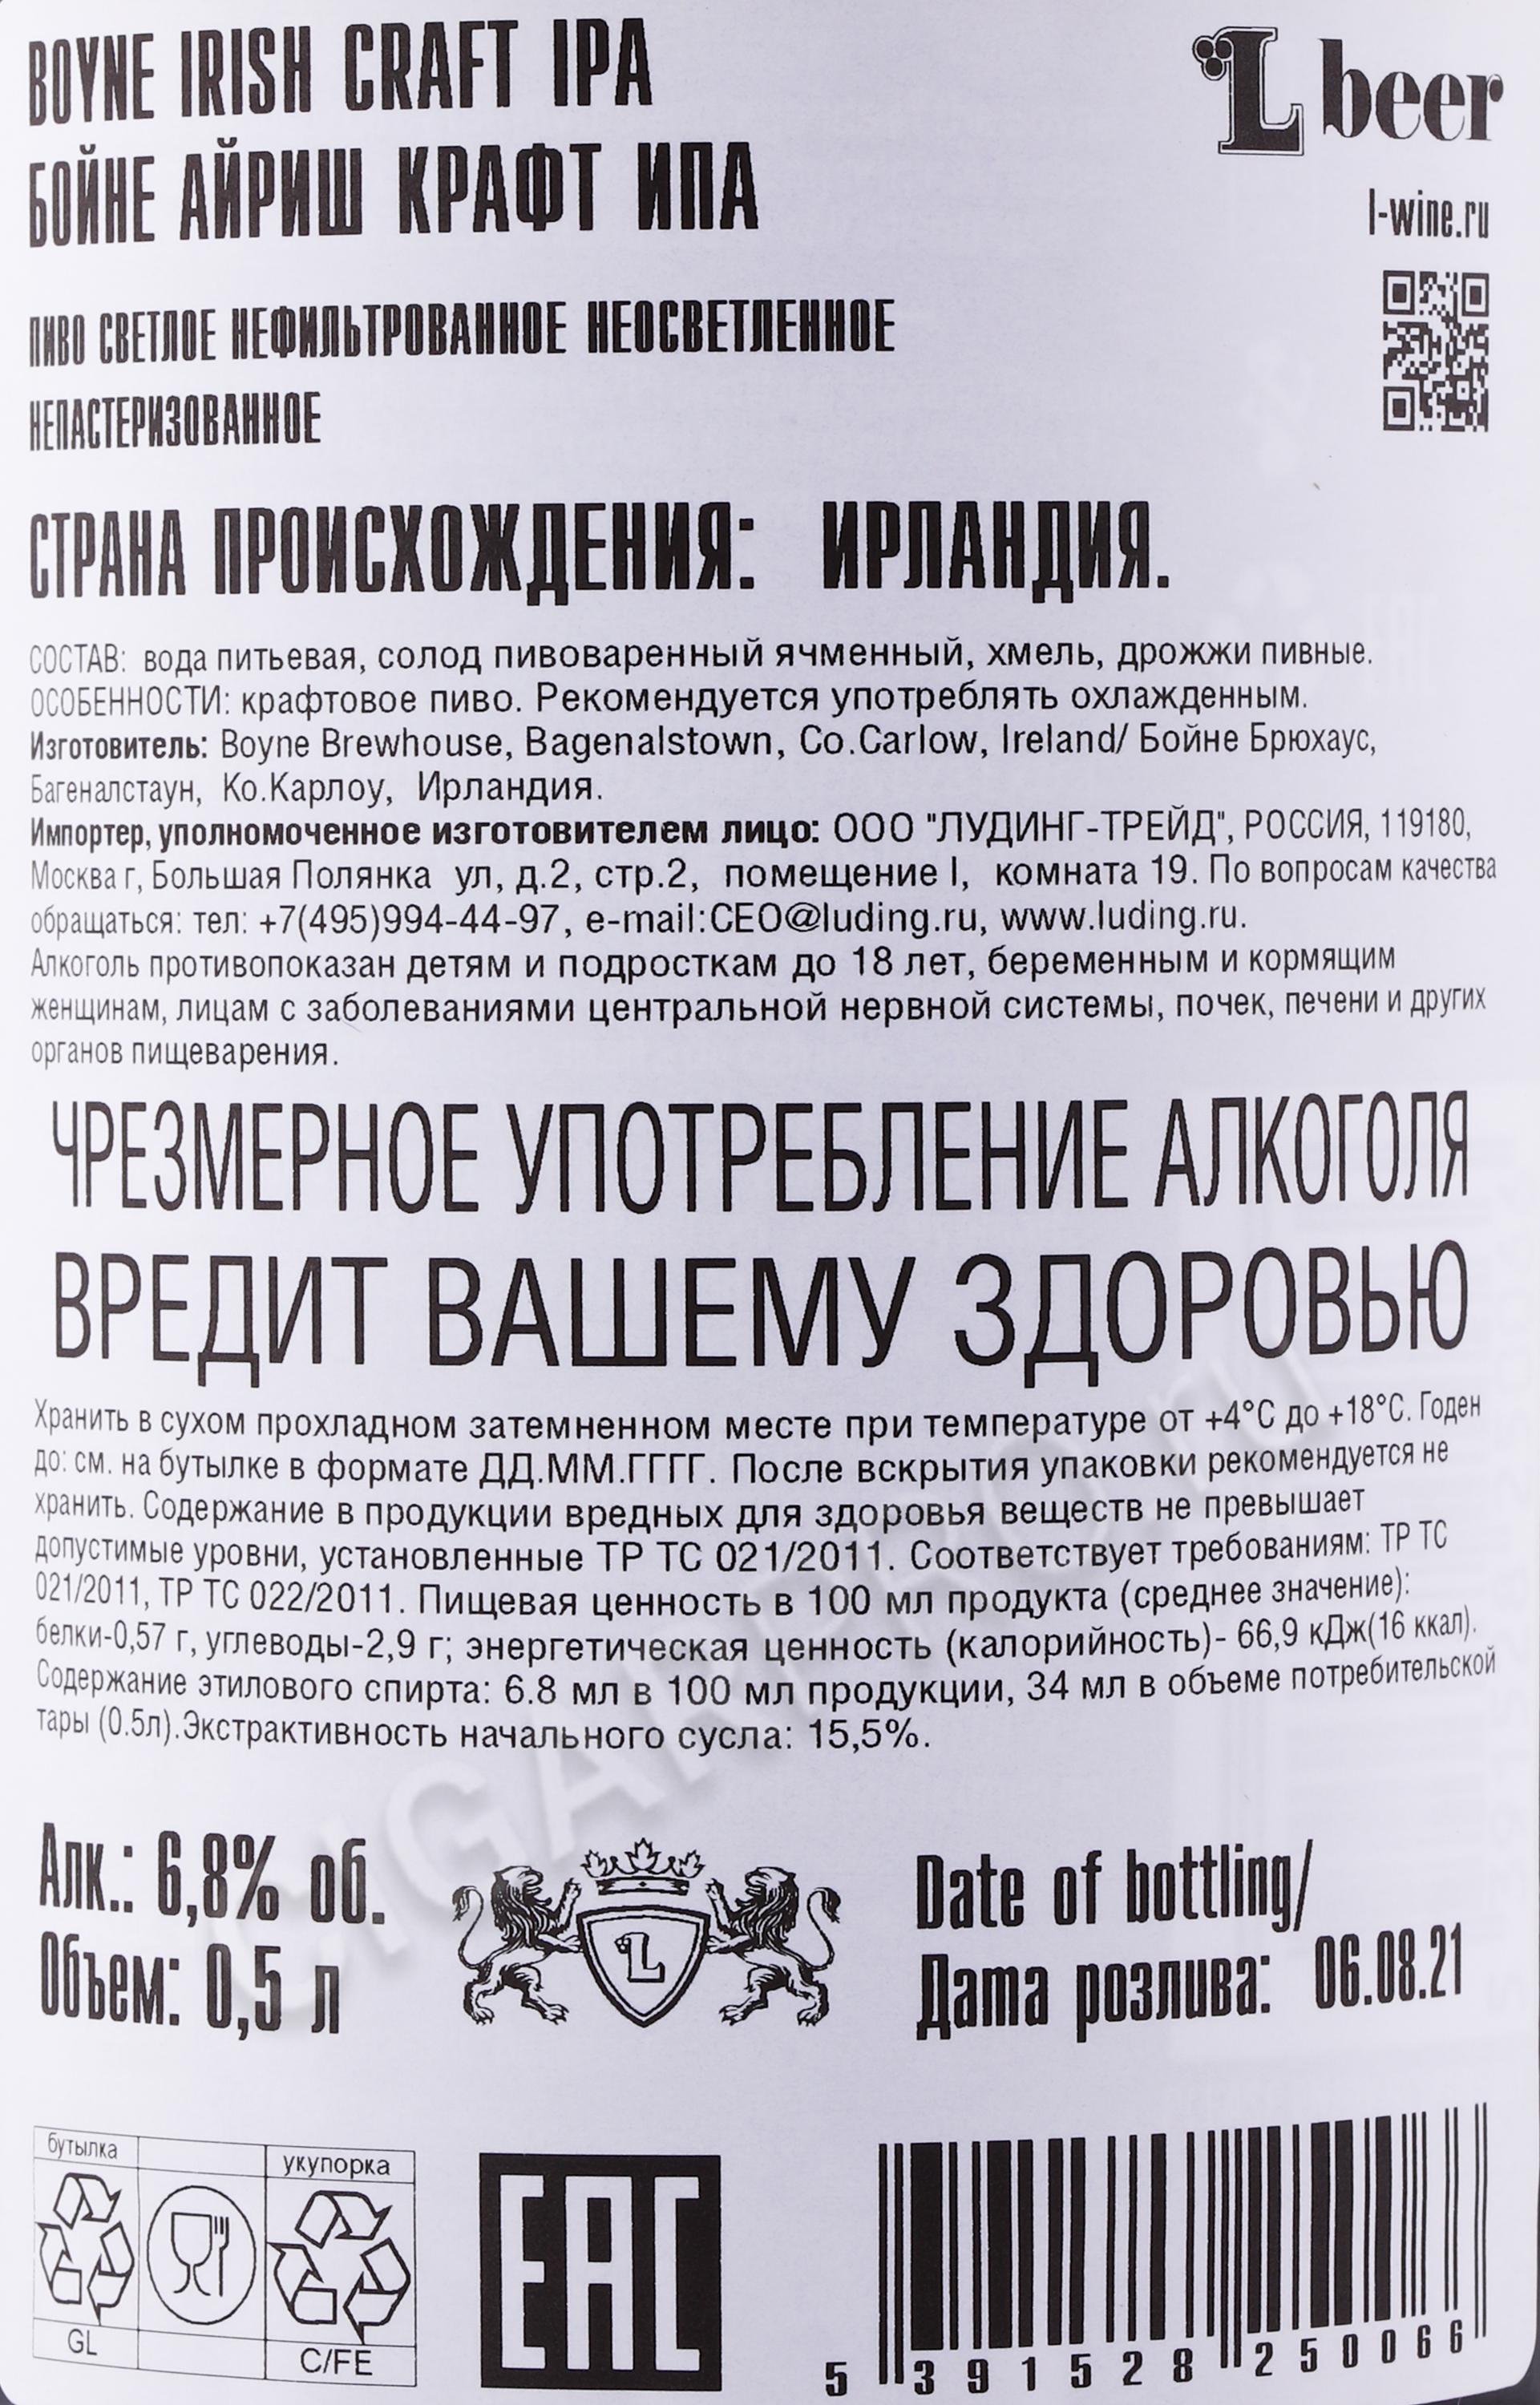 BOYNE IRISH CRAFT IPA
L beer
БОЙНЕ АЙРИШ КРАФТ ИПА
l-wine.ru
ПИВО СВЕТЛОЕ НЕФИЛЬТРОВАННОЕ НЕОСВЕТЛЕННОЕ
НЕПАСТЕРИЗОВАННОЕ
СТРАНА ПРОИСХОЖДЕНИЯ: ИРЛАНДИЯ.
СОСТАВ: вода питьевая, солод пивоваренный ячменный, хмель, дрожжи пивные.
ОСОБЕННОСТИ: крафтовое пиво. Рекомендуется употреблять охлажденным.
Изготовитель: Boyne Brewhouse, Bagenalstown, Co.Carlow, Ireland/ Бойне Брюхаус,
Багеналстаун, Ко.Карлоу, Ирландия.
Импортер, уполномоченное изготовителем лицо: ООО "ЛУДИНГ-ТРЕЙД", РОССИЯ, 119180,
Москва г, Большая Полянка ул, д.2, стр.2, помещение I, комната 19. По вопросам качества
обращаться: тел: +7(495)994-44-97, e-mail:CEO@luding.ru, www.luding.ru.
Алкоголь противопоказан детям и подросткам до 18 лет, беременным и кормящим
женщинам, лицам с заболеваниями центральной нервной системы, почек, печени и других
органов пищеварения.
ЧРЕЗМЕРНОЕ УПОТРЕБЛЕНИЕ АЛКОГОЛЯ
ВРЕДИТ ВАШЕМУ ЗДОРОВЬЮ
Хранить в сухом прохладном затемненном месте при температуре от +4°С до +18°С. Годен
до: см. на бутылке в формате ДД.ММ.ГГГГ. После вскрытия упаковки рекомендуется не
хранить. Содержание в продукции вредных для здоровья веществ не превышает
допустимые уровни, установленные ТР ТС 021/2011. Соответствует требованиям: ТР ТС
021/2011, ТР ТС 022/2011. Пищевая ценность в 100 мл продукта (среднее значение):
белки-0,57 г, углеводы-2,9 г; энергетическая ценность (калорийность)- 66,9 кДж(16 ккал).
Содержание этилового спирта: 6.8 мл в 100 мл продукции, 34 мл в объеме потребительской
тары (0.5л).Экстрактивность начального сусла: 15,5%.
CIGARPRO.ru
Алк.: 6,8% об.
Объем: 0,5 л
L
Date of bottling/
Дата розлива: 06.08.21
бутылка
укупорка
GL
C/FE
EAC
5 391528 250066